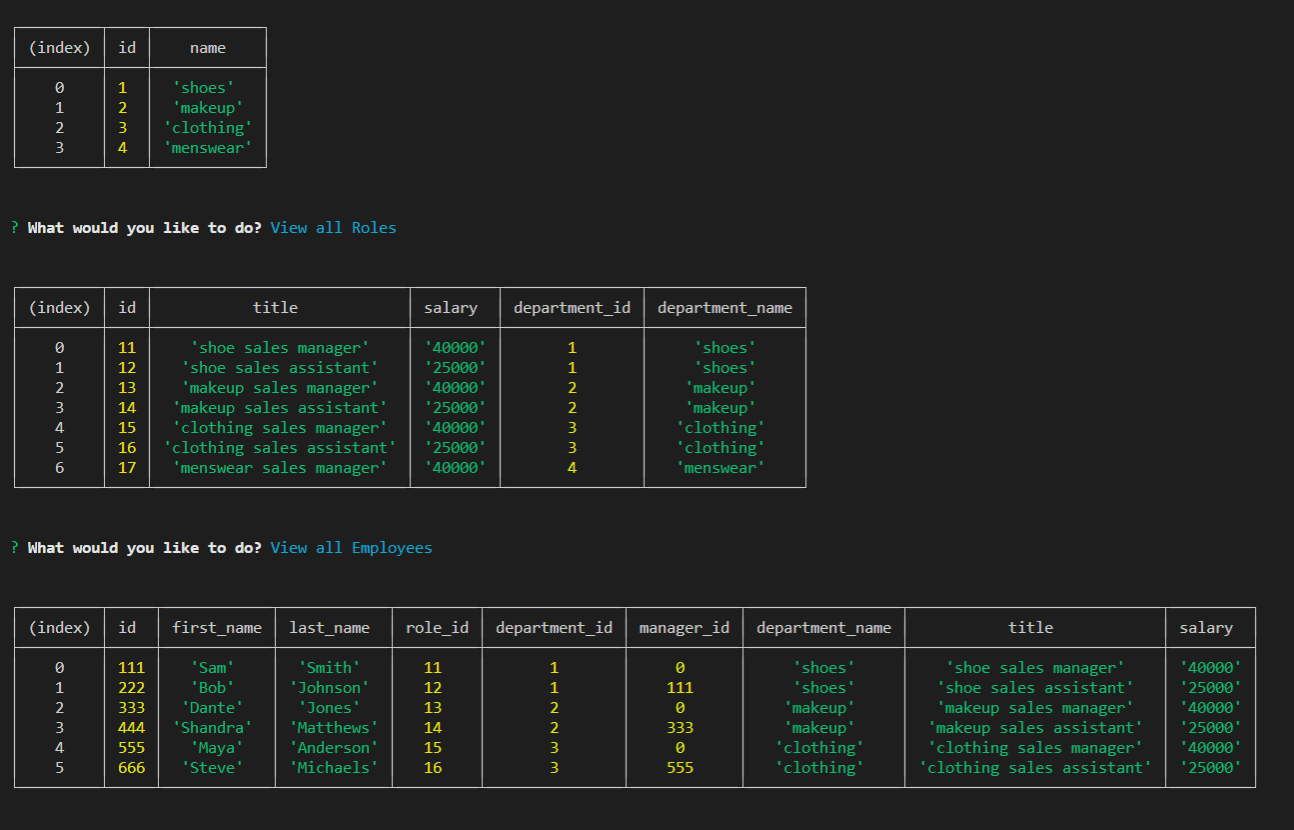 (index) id name
0 1 'shoes'
1 2 'makeup'
2 3 'clothing'
3 4 'menswear'
? What would you like to do? View all Roles
(index) id title salary department_id department_name
0 11 'shoe sales manager' '40000' 1 'shoes'
1 12 'shoe sales assistant' '25000' 1 'shoes'
2 13 'makeup sales manager' '40000' 2 'makeup'
3 14 'makeup sales assistant' '25000' 2 'makeup'
4 15 'clothing sales manager' '40000' 3 'clothing'
5 16 'clothing sales assistant' '25000' 3 'clothing'
6 17 'menswear sales manager' '40000' 4 'menswear'
? What would you like to do? View all Employees
(index) id first_name last_name role_id department_id manager_id department_name title salary
0 111 'Sam' 'Smith' 11 1 0 'shoes' 'shoe sales manager' '40000'
1 222 'Bob' 'Johnson' 12 1 111 'shoes' 'shoe sales assistant' '25000'
2 333 'Dante' 'Jones' 13 2 0 'makeup' 'makeup sales manager' '40000'
3 444 'Shandra' 'Matthews' 14 2 333 'makeup' 'makeup sales assistant' '25000'
4 555 'Maya' 'Anderson' 15 3 0 'clothing' 'clothing sales manager' '40000'
5 666 'Steve' 'Michaels' 16 3 555 'clothing' 'clothing sales assistant' '25000'